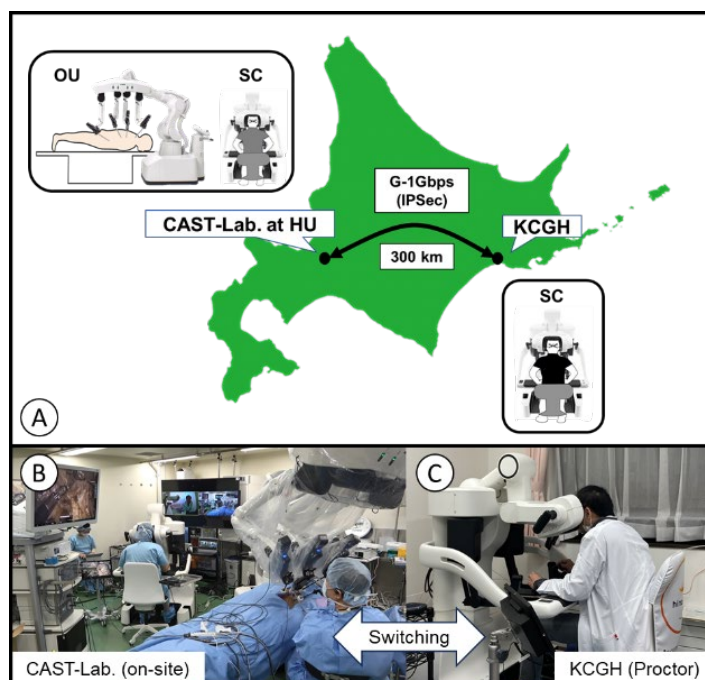 OU
SC
G-1Gbps
(IPSec)
CAST-Lab. at HU
KCGH
300 km
SC
A
B
C
Switching
CAST-Lab. (on-site)
KCGH (Proctor)